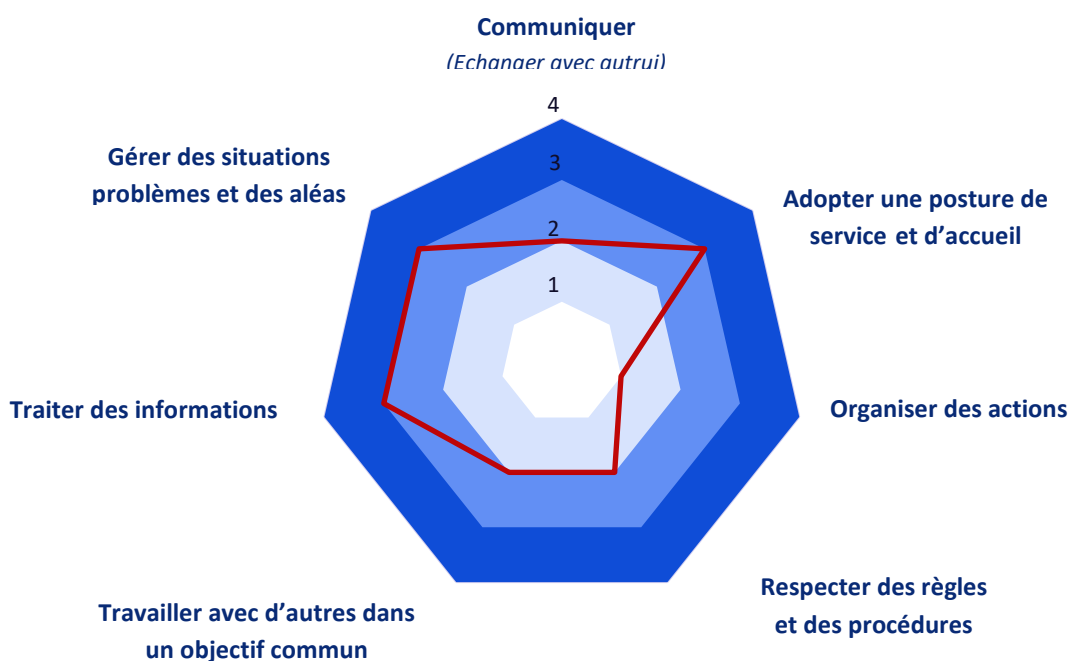 Communiquer
(Echanger avec autrui)
4
Gérer des situations
problèmes et des aléas
3
Adopter une posture de
service et d’accueil
2
1
Traiter des informations
Organiser des actions
Respecter des règles
et des procédures
Travailler avec d’autres dans
un objectif commun